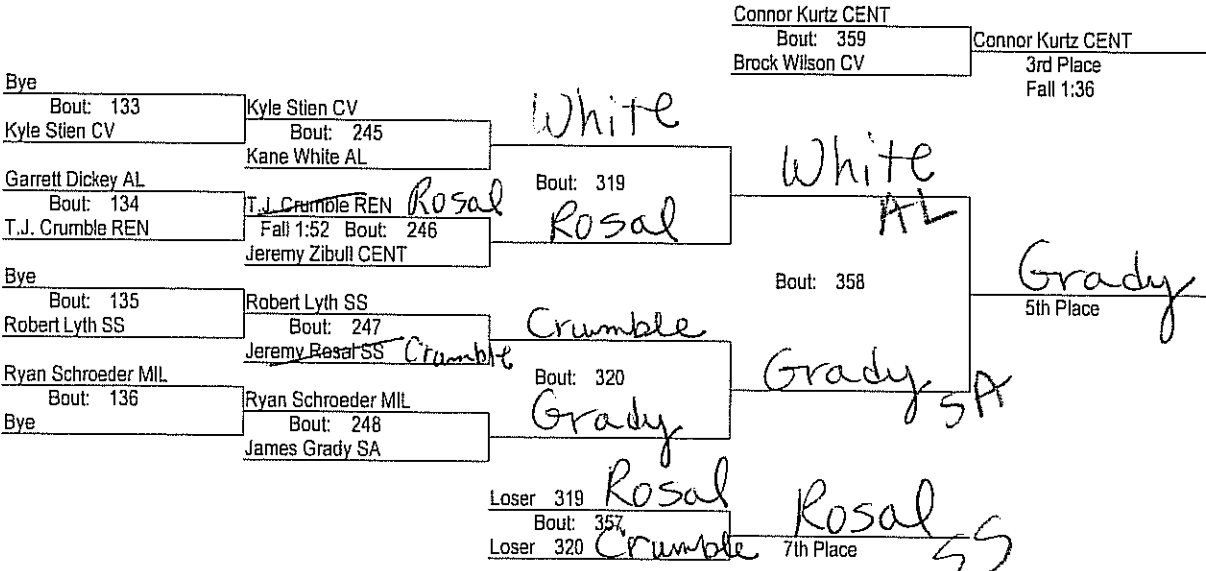 Connor Kurtz CENT
Bout: 359
Connor Kurtz CENT
Brock Wilson CV
3rd Place
Fall 1:36
Bye
Bout: 133
Kyle Stien CV
Kyle Stien CV
Bout: 245
Kane White AL
White
Garrett Dickey AL
Bout: 134
T.J. Crumble REN
T.J. Crumble REN Rosal
Fall 1:52 Bout: 246
Jeremy Zibull CENT
Bout: 319
Rosal
White
AL
Bye
Bout: 135
Robert Lyth SS
Robert Lyth SS
Bout: 247
Jeremy Rosal SS Crumble
Crumble
Bout: 358
Grady
5th Place
Ryan Schroeder MIL
Bout: 136
Bye
Ryan Schroeder MIL
Bout: 248
James Grady SA
Bout: 320
Grady
Grady SA
Loser 319 Rosal
Bout: 357
Loser 320 Crumble
Rosal
7th Place
SS